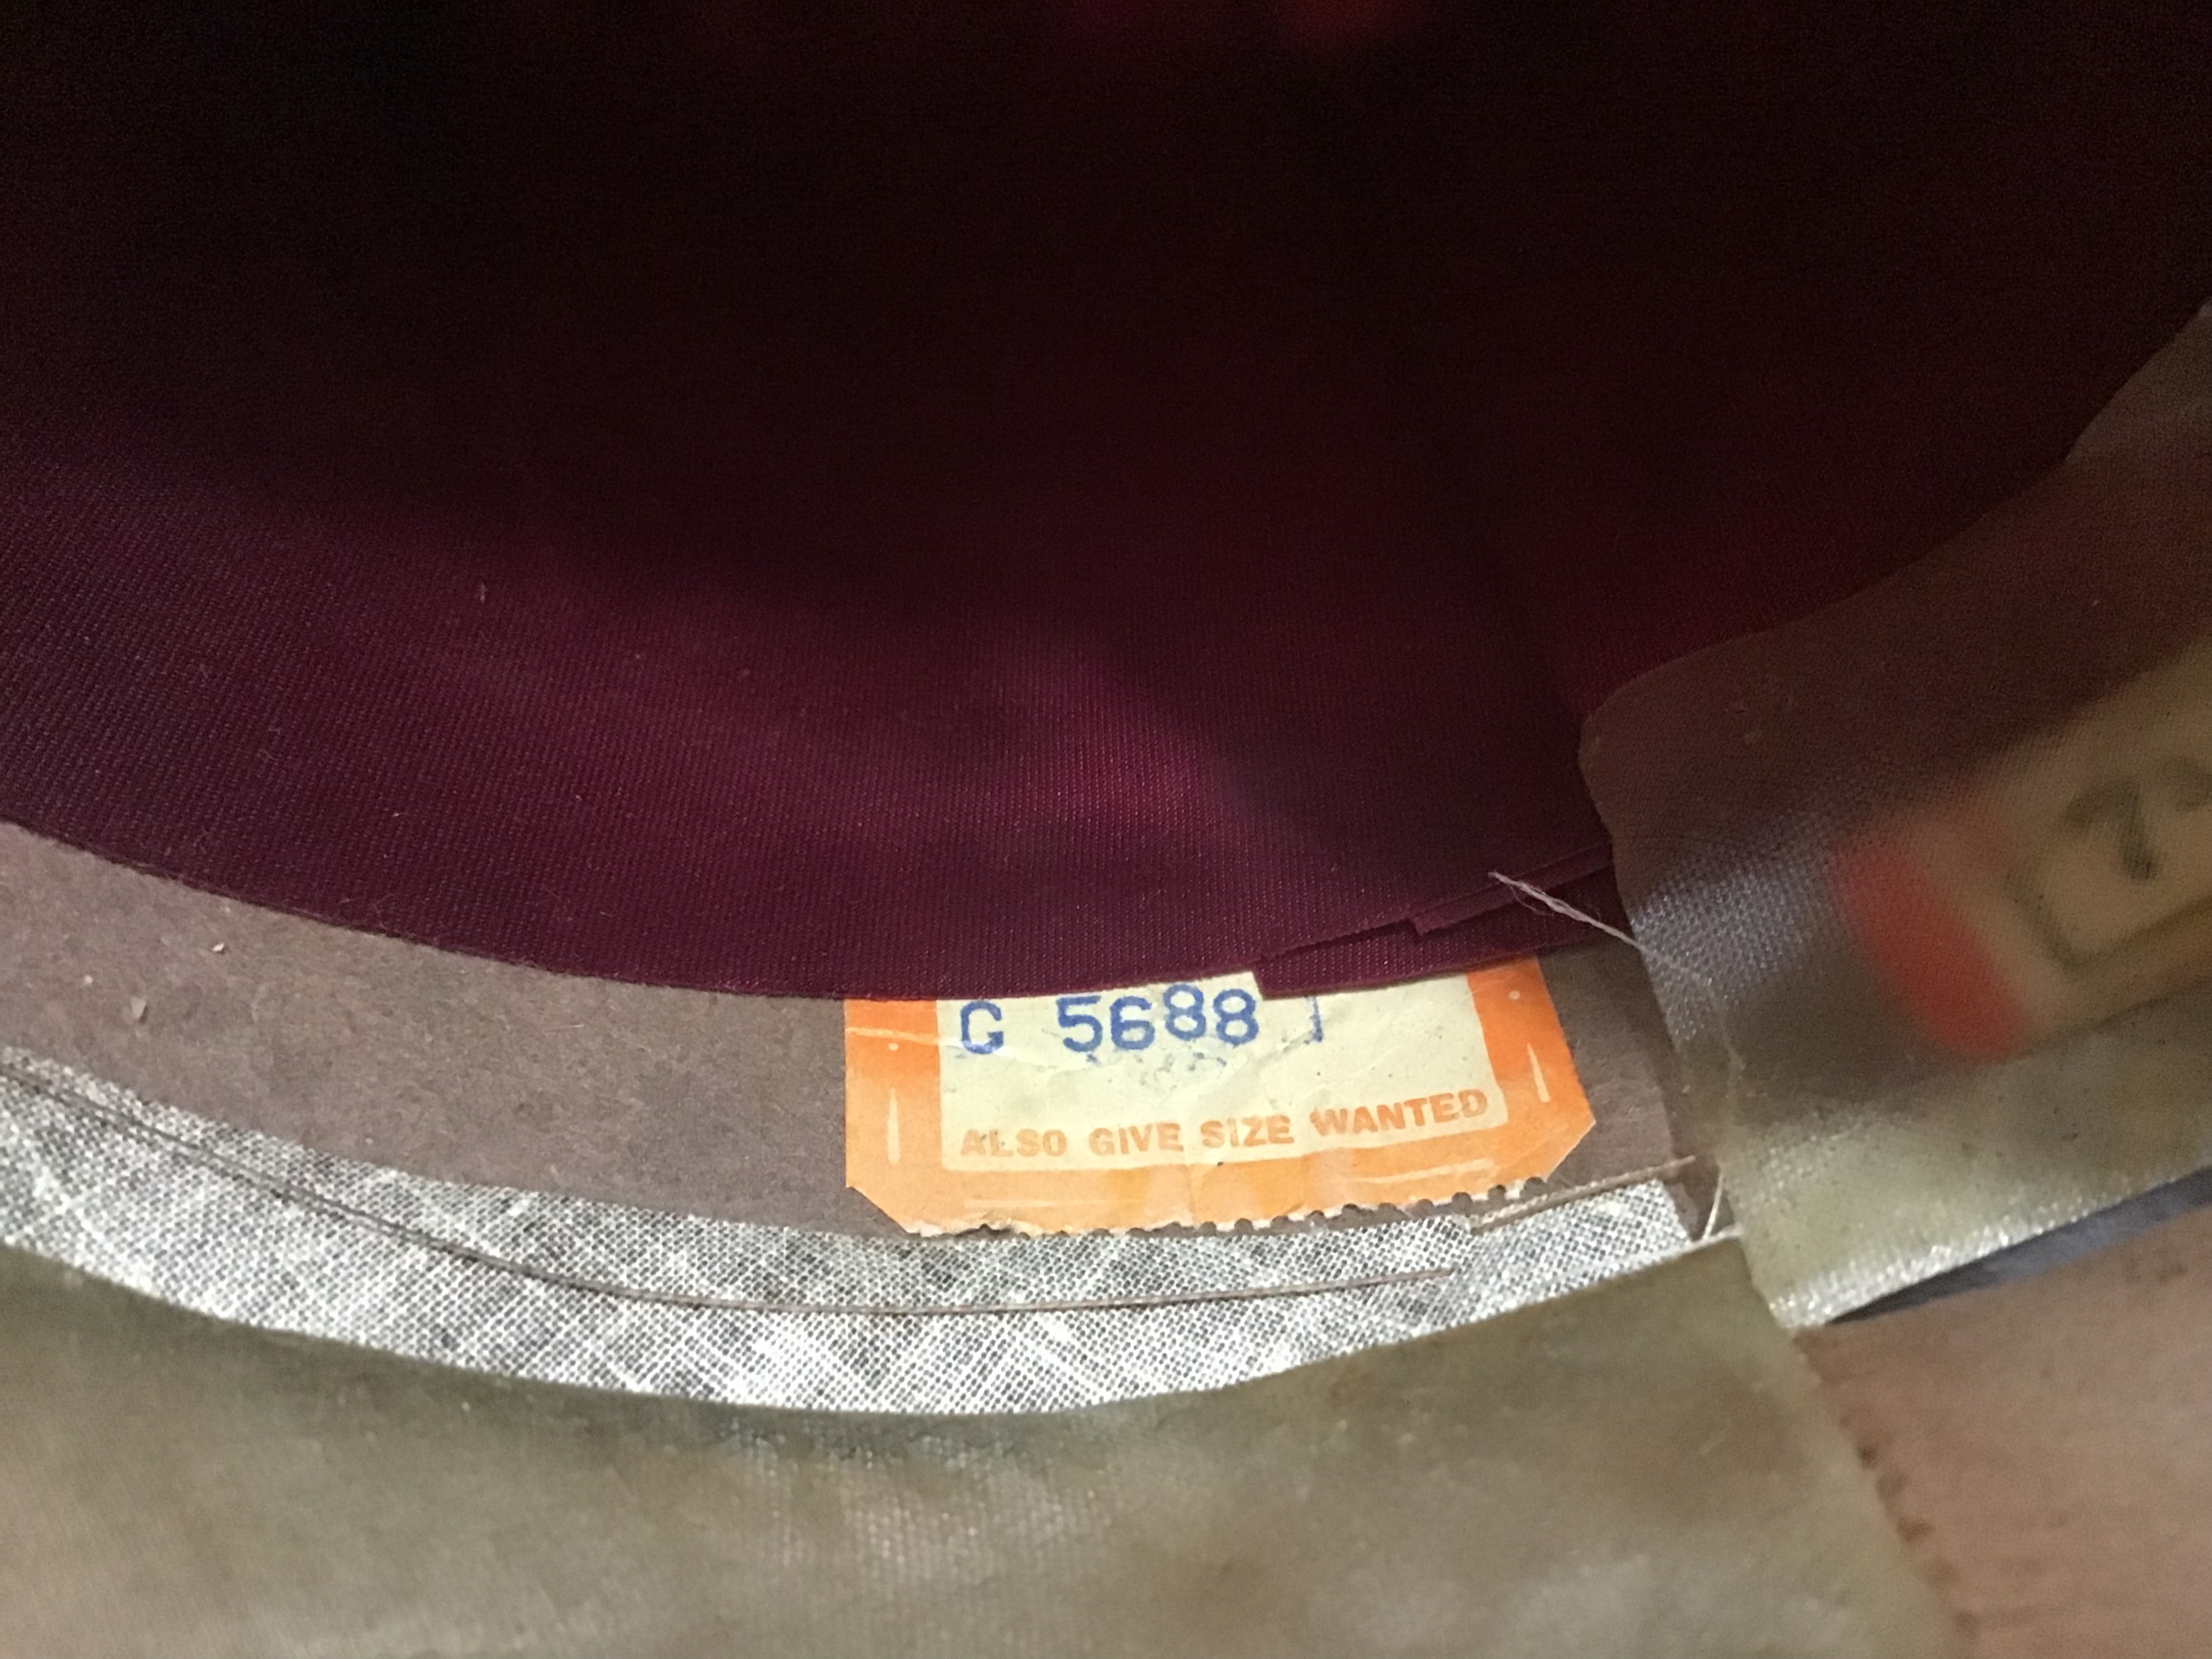 G 5688
ALSO GIVE SIZE WANTED